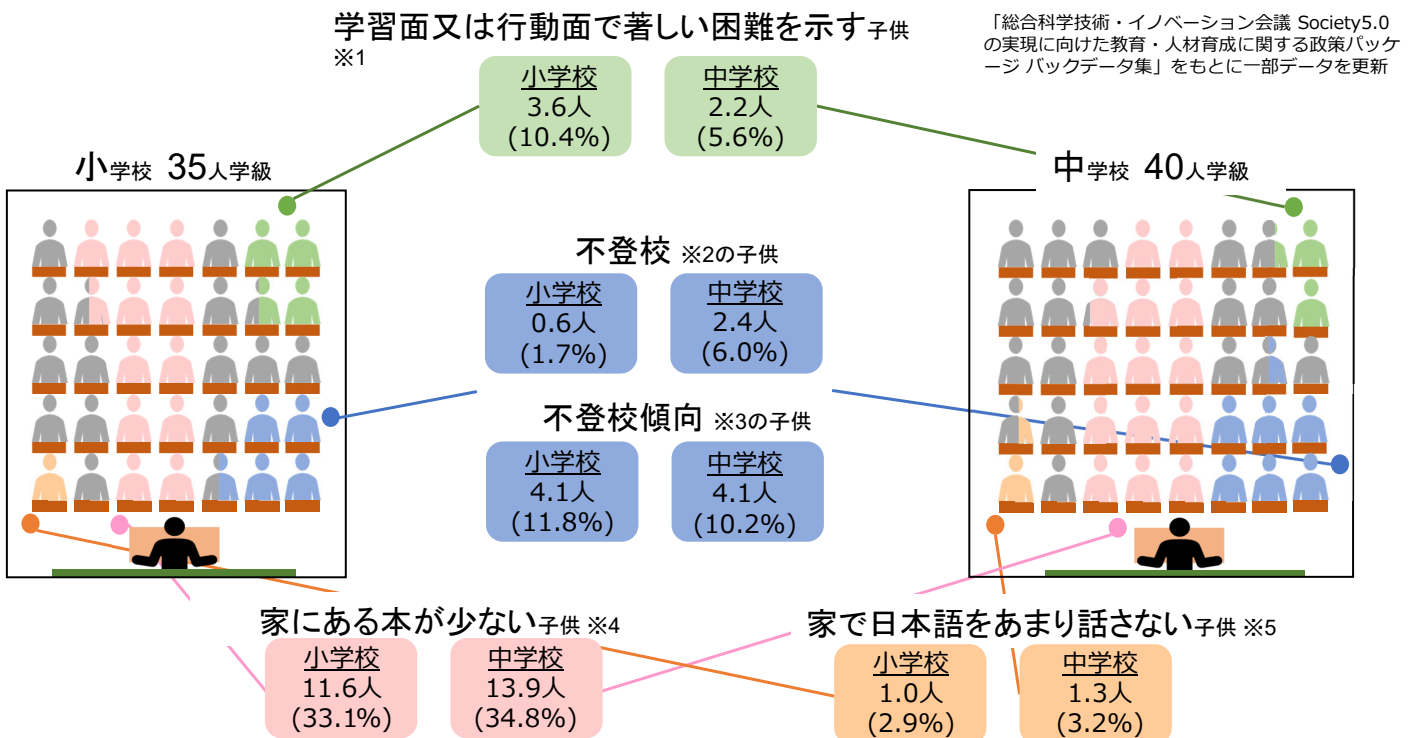 学習面又は行動面で著しい困難を示す子供
※1
「総合科学技術・イノベーション会議 Society5.0
の実現に向けた教育・人材育成に関する政策パッケ
ージ バックデータ集」をもとに一部データを更新
小学校
3.6人
(10.4%)
中学校
2.2人
(5.6%)
小学校 35人学級
中学校 40人学級
不登校 ※2の子供
小学校
0.6人
(1.7%)
中学校
2.4人
(6.0%)
不登校傾向 ※3の子供
小学校
4.1人
(11.8%)
中学校
4.1人
(10.2%)
家にある本が少ない子供 ※4
小学校
11.6人
(33.1%)
中学校
13.9人
(34.8%)
家で日本語をあまり話さない子供 ※5
小学校
1.0人
(2.9%)
中学校
1.3人
(3.2%)